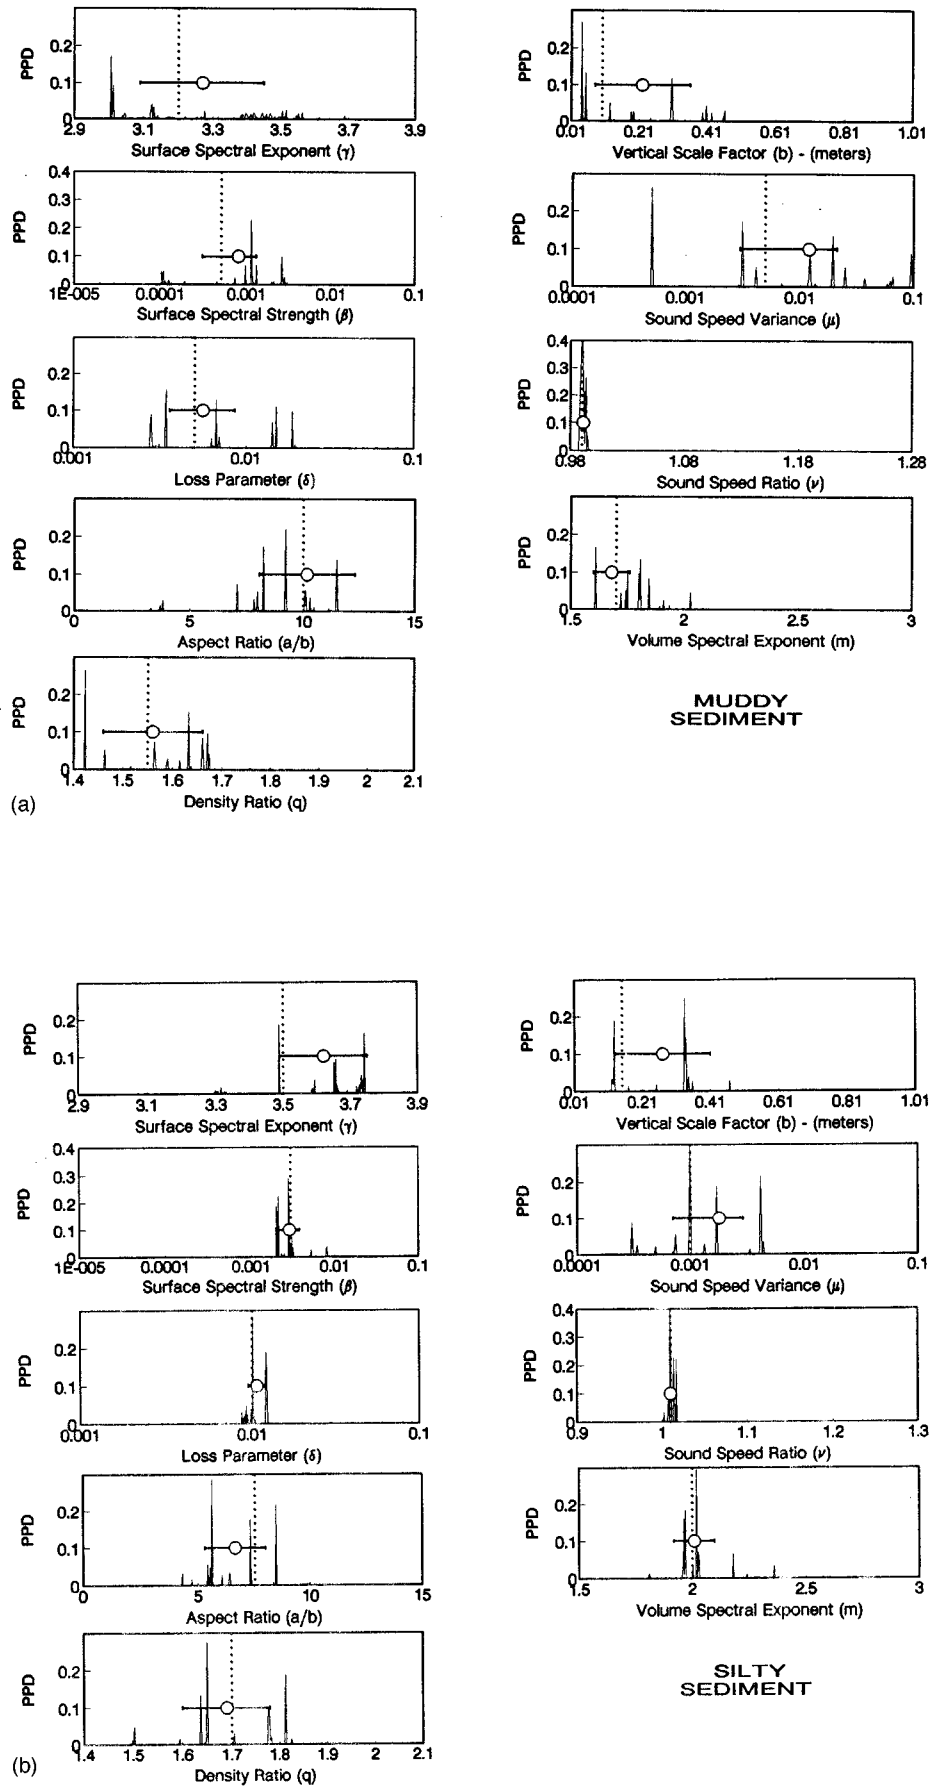 PPD
0.2
0.1
0
2.9 3.1 3.3 3.5 3.7 3.9
Surface Spectral Exponent (γ)
PPD
0.2
0.1
0
0.01 0.21 0.41 0.61 0.81 1.01
Vertical Scale Factor (b) - (meters)
PPD
0.4
0.3
0.2
0.1
0
1E-005 0.0001 0.001 0.01 0.1
Surface Spectral Strength (β)
PPD
0.2
0.1
0
0.0001 0.001 0.01 0.1
Sound Speed Variance (μ)
PPD
0.2
0.1
0
0.001 0.01 0.1
Loss Parameter (δ)
PPD
0.4
0.3
0.2
0.1
0
0.98 1.08 1.18 1.28
Sound Speed Ratio (ν)
PPD
0.2
0.1
0
0 5 10 15
Aspect Ratio (a/b)
PPD
0.2
0.1
0
1.5 2 2.5 3
Volume Spectral Exponent (m)
PPD
0.2
0.1
0
1.4 1.5 1.6 1.7 1.8 1.9 2 2.1
Density Ratio (q)
MUDDY
SEDIMENT
(a)
PPD
0.2
0.1
0
2.9 3.1 3.3 3.5 3.7 3.9
Surface Spectral Exponent (γ)
PPD
0.2
0.1
0
0.01 0.21 0.41 0.61 0.81 1.01
Vertical Scale Factor (b) - (meters)
PPD
0.4
0.3
0.2
0.1
0
1E-005 0.0001 0.001 0.01 0.1
Surface Spectral Strength (β)
PPD
0.2
0.1
0
0.0001 0.001 0.01 0.1
Sound Speed Variance (μ)
PPD
0.2
0.1
0
0.001 0.01 0.1
Loss Parameter (δ)
PPD
0.4
0.3
0.2
0.1
0
0.9 1 1.1 1.2 1.3
Sound Speed Ratio (ν)
PPD
0.2
0.1
0
0 5 10 15
Aspect Ratio (a/b)
PPD
0.2
0.1
0
1.5 2 2.5 3
Volume Spectral Exponent (m)
PPD
0.2
0.1
0
1.4 1.5 1.6 1.7 1.8 1.9 2 2.1
Density Ratio (q)
SILTY
SEDIMENT
(b)